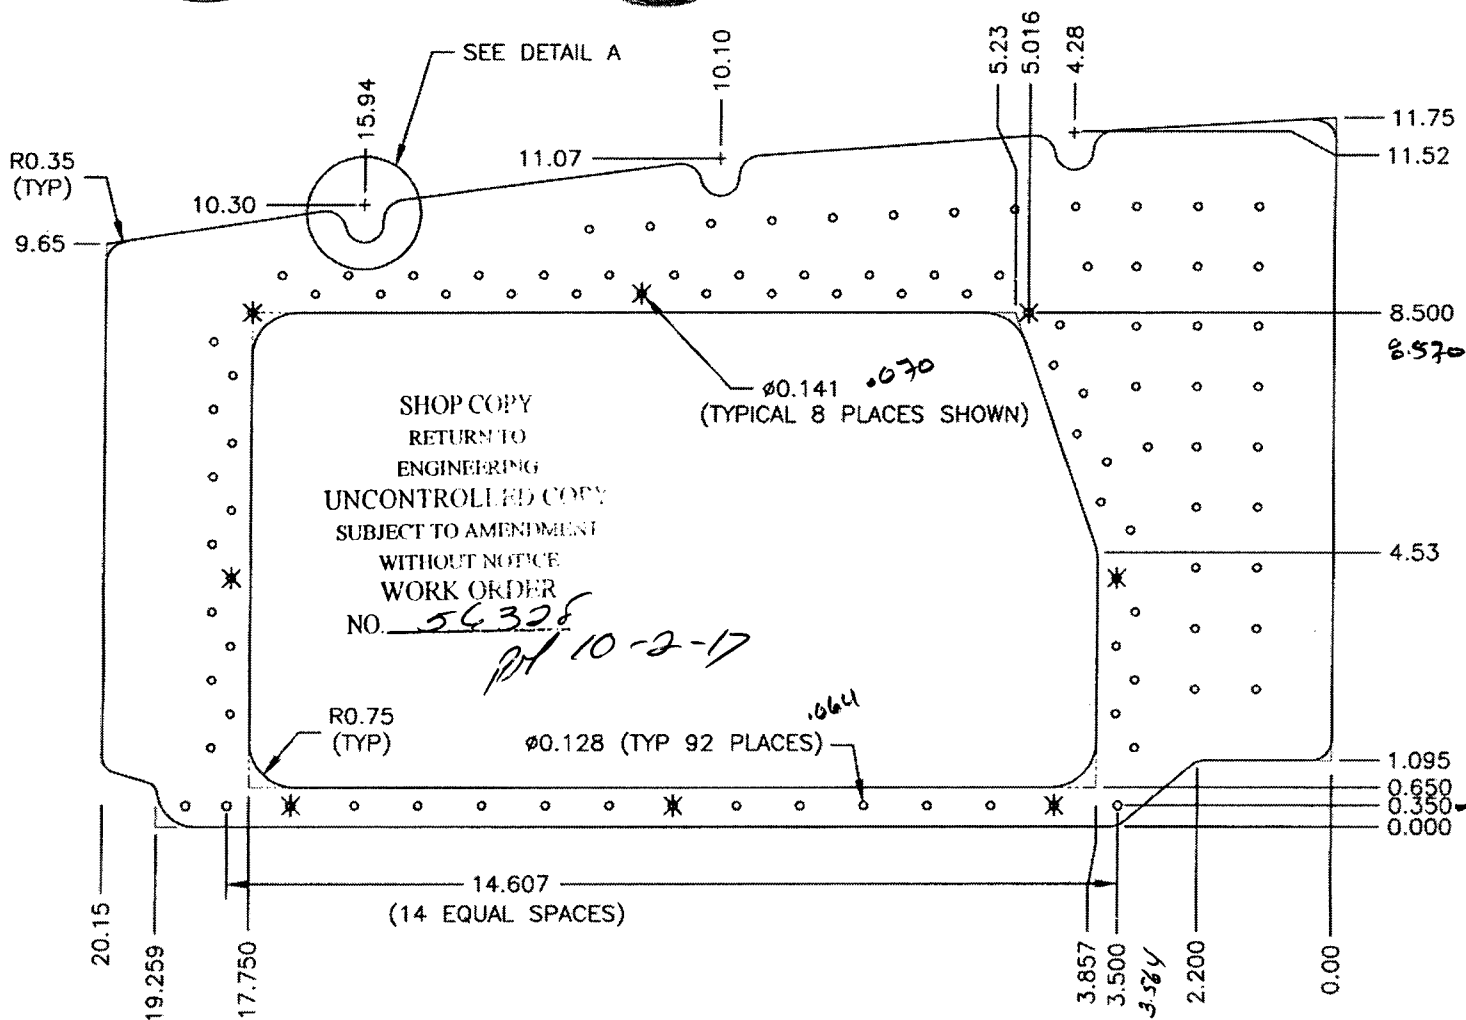 SEE DETAIL A
15.94
10.10
5.23
5.016
4.28
R0.35
(TYP)
11.07
11.75
11.52
10.30
9.65
8.500
8.570
Ø0.141 .070
(TYPICAL 8 PLACES SHOWN)
SHOP COPY
RETURN TO
ENGINEERING
UNCONTROLLED COPY
SUBJECT TO AMENDMENT
WITHOUT NOTICE
WORK ORDER
NO.
10-2-17
4.53
R0.75
(TYP)
.064
Ø0.128 (TYP 92 PLACES)
1.095
0.650
0.350
0.000
14.607
(14 EQUAL SPACES)
20.15
19.259
17.750
3.857
3.500
3.564
2.200
0.00